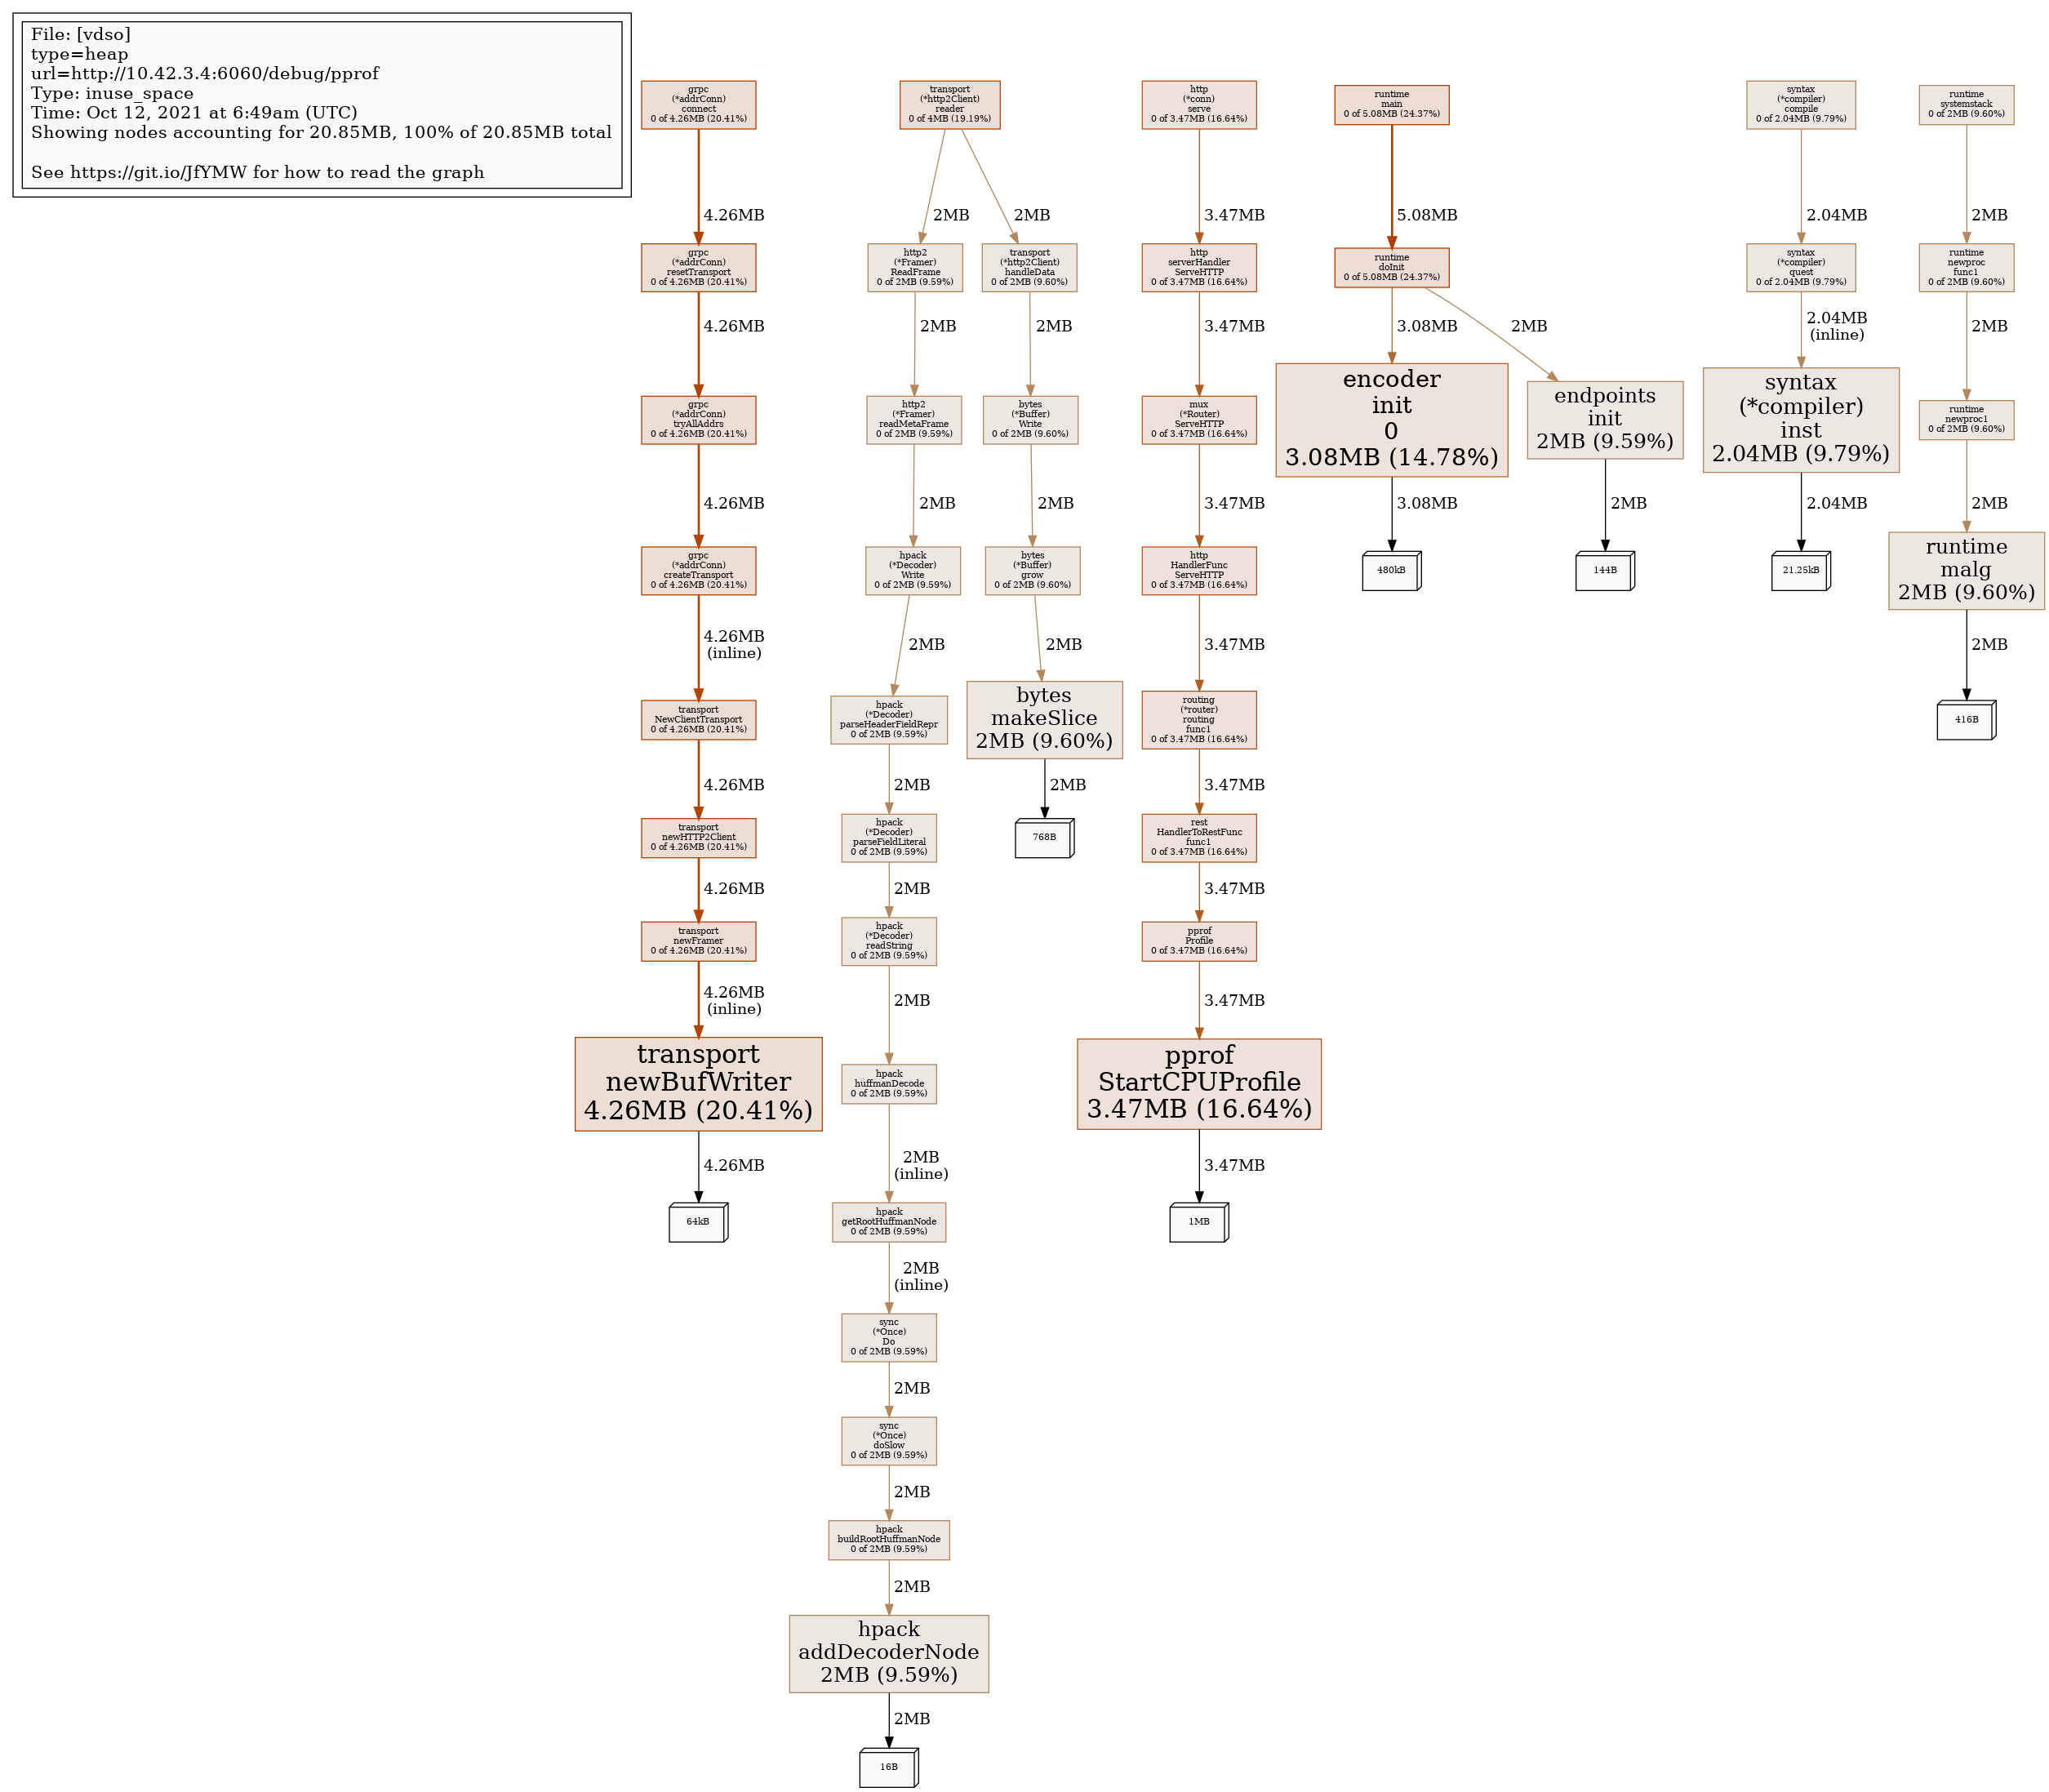 File: [vdso]
type=heap
url=http://10.42.3.4:6060/debug/pprof
Type: inuse_space
Time: Oct 12, 2021 at 6:49am (UTC)
Showing nodes accounting for 20.85MB, 100% of 20.85MB total
See https://git.io/JfYMW for how to read the graph
grpc
(*addrConn)
connect
0 of 4.26MB (20.41%)
4.26MB
grpc
(*addrConn)
resetTransport
0 of 4.26MB (20.41%)
4.26MB
grpc
(*addrConn)
tryAllAddrs
0 of 4.26MB (20.41%)
4.26MB
grpc
(*addrConn)
createTransport
0 of 4.26MB (20.41%)
4.26MB
(inline)
transport
NewClientTransport
0 of 4.26MB (20.41%)
4.26MB
transport
newHTTP2Client
0 of 4.26MB (20.41%)
4.26MB
transport
newFramer
0 of 4.26MB (20.41%)
4.26MB
(inline)
transport
newBufWriter
4.26MB (20.41%)
4.26MB
64kB
transport
(*http2Client)
reader
0 of 4MB (19.19%)
2MB
2MB
http2
(*Framer)
ReadFrame
0 of 2MB (9.59%)
2MB
http2
(*Framer)
readMetaFrame
0 of 2MB (9.59%)
2MB
hpack
(*Decoder)
Write
0 of 2MB (9.59%)
2MB
hpack
(*Decoder)
parseHeaderFieldRepr
0 of 2MB (9.59%)
2MB
hpack
(*Decoder)
parseFieldLiteral
0 of 2MB (9.59%)
2MB
hpack
(*Decoder)
readString
0 of 2MB (9.59%)
2MB
hpack
huffmanDecode
0 of 2MB (9.59%)
2MB
(inline)
hpack
getRootHuffmanNode
0 of 2MB (9.59%)
2MB
(inline)
sync
(*Once)
Do
0 of 2MB (9.59%)
2MB
sync
(*Once)
doSlow
0 of 2MB (9.59%)
2MB
hpack
buildRootHuffmanNode
0 of 2MB (9.59%)
2MB
hpack
addDecoderNode
2MB (9.59%)
2MB
16B
transport
(*http2Client)
handleData
0 of 2MB (9.60%)
2MB
bytes
(*Buffer)
Write
0 of 2MB (9.60%)
2MB
bytes
(*Buffer)
grow
0 of 2MB (9.60%)
2MB
bytes
makeSlice
2MB (9.60%)
2MB
768B
http
(*conn)
serve
0 of 3.47MB (16.64%)
3.47MB
http
serverHandler
ServeHTTP
0 of 3.47MB (16.64%)
3.47MB
mux
(*Router)
ServeHTTP
0 of 3.47MB (16.64%)
3.47MB
http
HandlerFunc
ServeHTTP
0 of 3.47MB (16.64%)
3.47MB
routing
(*router)
routing
func1
0 of 3.47MB (16.64%)
3.47MB
rest
HandlerToRestFunc
func1
0 of 3.47MB (16.64%)
3.47MB
pprof
Profile
0 of 3.47MB (16.64%)
3.47MB
pprof
StartCPUProfile
3.47MB (16.64%)
3.47MB
1MB
runtime
main
0 of 5.08MB (24.37%)
5.08MB
runtime
doInit
0 of 5.08MB (24.37%)
3.08MB
2MB
encoder
init
0
3.08MB (14.78%)
3.08MB
480kB
endpoints
init
2MB (9.59%)
2MB
144B
syntax
(*compiler)
compile
0 of 2.04MB (9.79%)
2.04MB
syntax
(*compiler)
quest
0 of 2.04MB (9.79%)
2.04MB
(inline)
syntax
(*compiler)
inst
2.04MB (9.79%)
2.04MB
21.25kB
runtime
systemstack
0 of 2MB (9.60%)
2MB
runtime
newproc
func1
0 of 2MB (9.60%)
2MB
runtime
newproc1
0 of 2MB (9.60%)
2MB
runtime
malg
2MB (9.60%)
2MB
416B